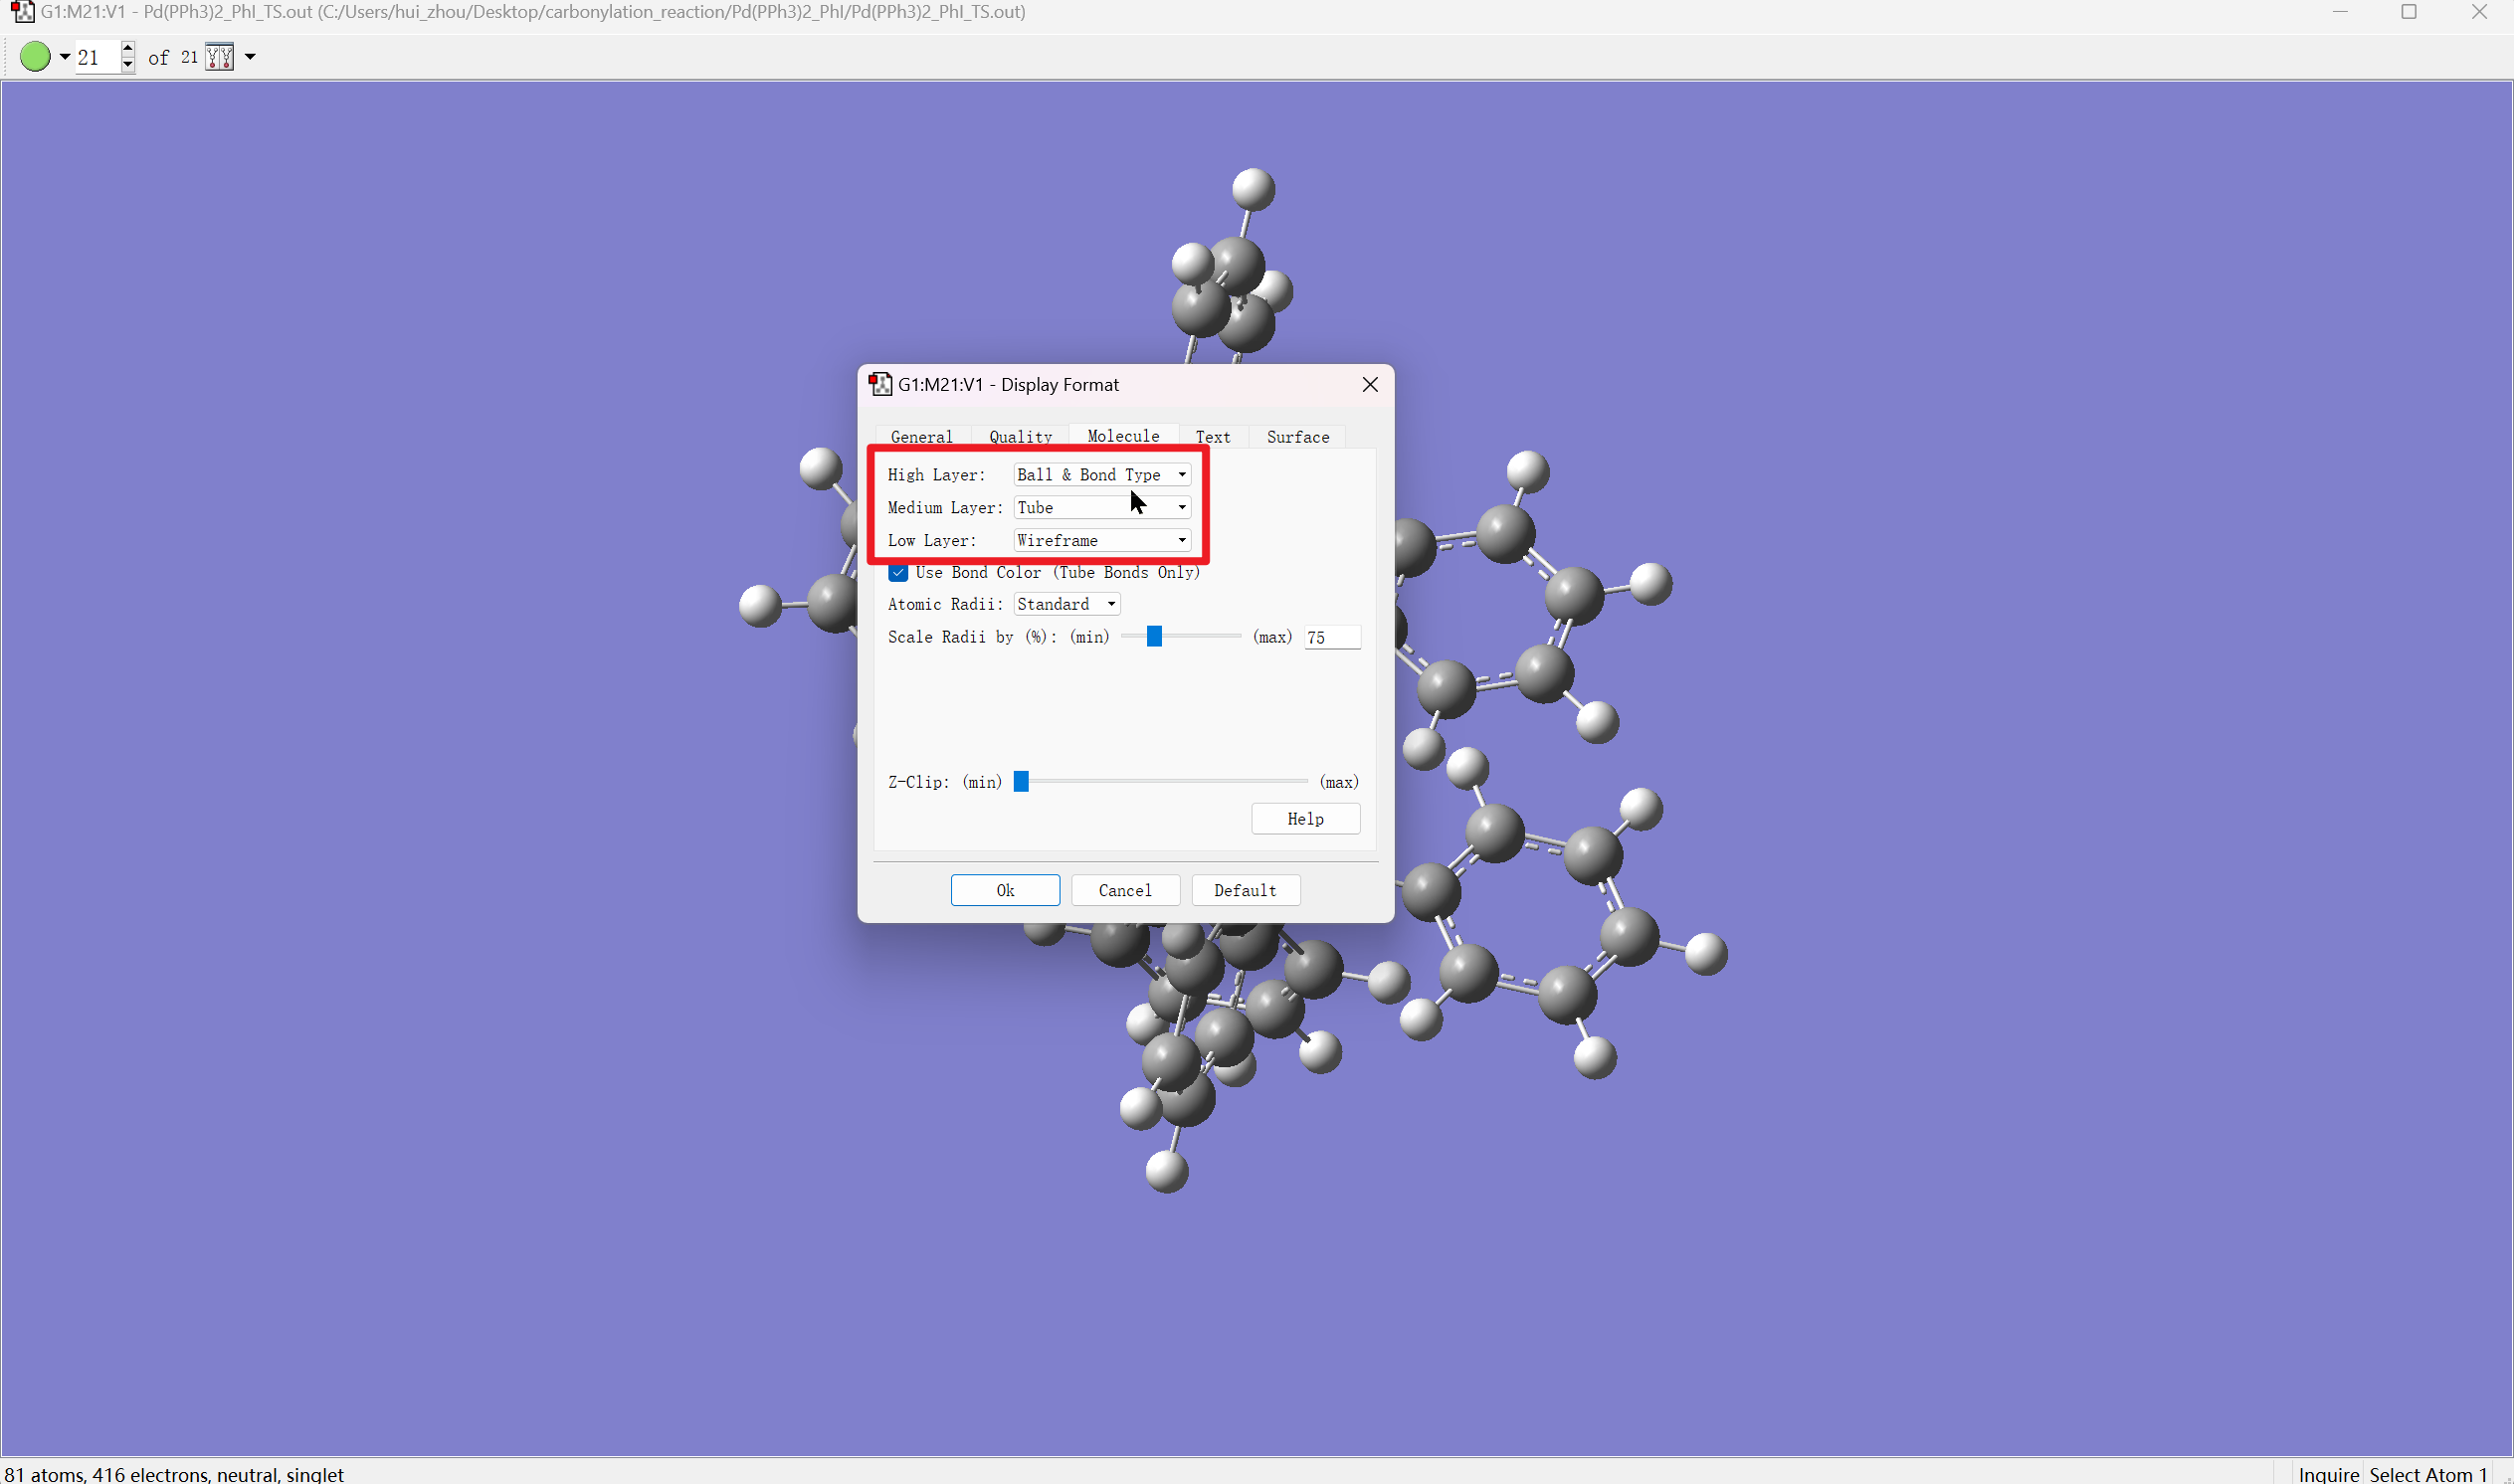 G1:M21:V1 - Pd(PPh3)2_PhI_TS.out (C:/Users/hui_zhou/Desktop/carbonylation_reaction/Pd(PPh3)2_PhI/Pd(PPh3)2_PhI_TS.out)
21 of 21
G1:M21:V1 - Display Format
General Quality Molecule Text Surface
High Layer: Ball & Bond Type
Medium Layer: Tube
Low Layer: Wireframe
Use Bond Color (Tube Bonds Only)
Atomic Radii: Standard
Scale Radii by (%): (min) (max) 75
Z-Clip: (min) (max)
Help
Ok Cancel Default
81 atoms, 416 electrons, neutral, singlet
Inquire Select Atom 1